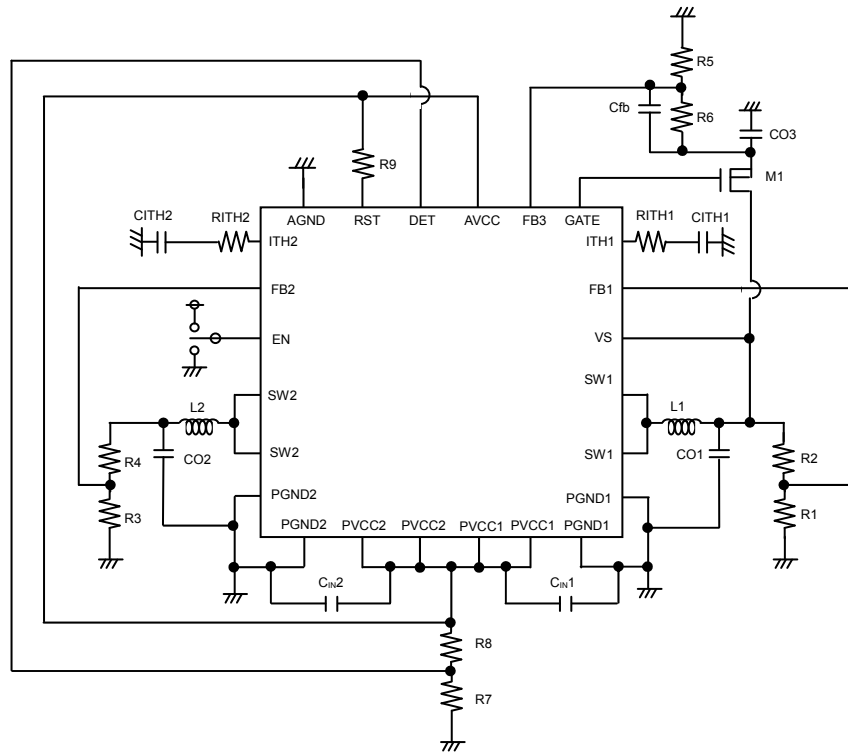 R5
Cfb
R6
CO3
R9
M1
AGND
RST
DET
AVCC
FB3
GATE
CITH2
RITH2
ITH2
ITH1
RITH1
CITH1
FB2
FB1
EN
VS
SW2
SW1
L2
L1
R4
CO2
SW2
SW1
CO1
R2
R3
PGND2
PGND1
R1
PGND2
PVCC2
PVCC2
PVCC1
PVCC1
PGND1
CIN2
CIN1
R8
R7